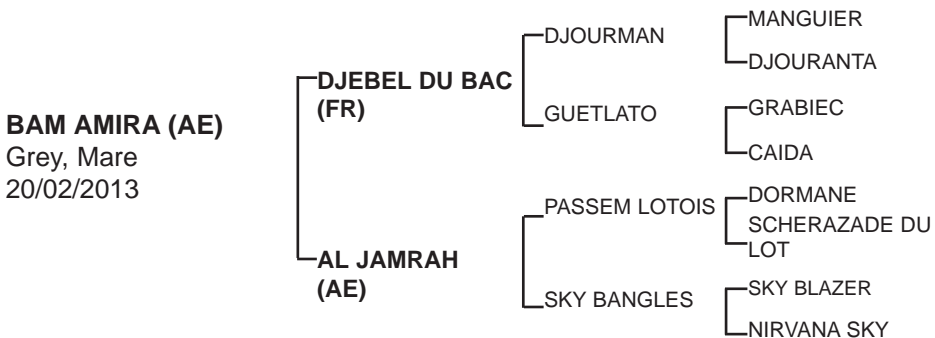 BAM AMIRA (AE)
Grey, Mare
20/02/2013
DJEBEL DU BAC
(FR)
AL JAMRAH
(AE)
DJOURMAN
GUETLATO
PASSEM LOTOIS
SKY BANGLES
MANGUIER
DJOURANTA
GRABIEC
CAIDA
DORMANE
SCHERAZADE DU
LOT
SKY BLAZER
NIRVANA SKY